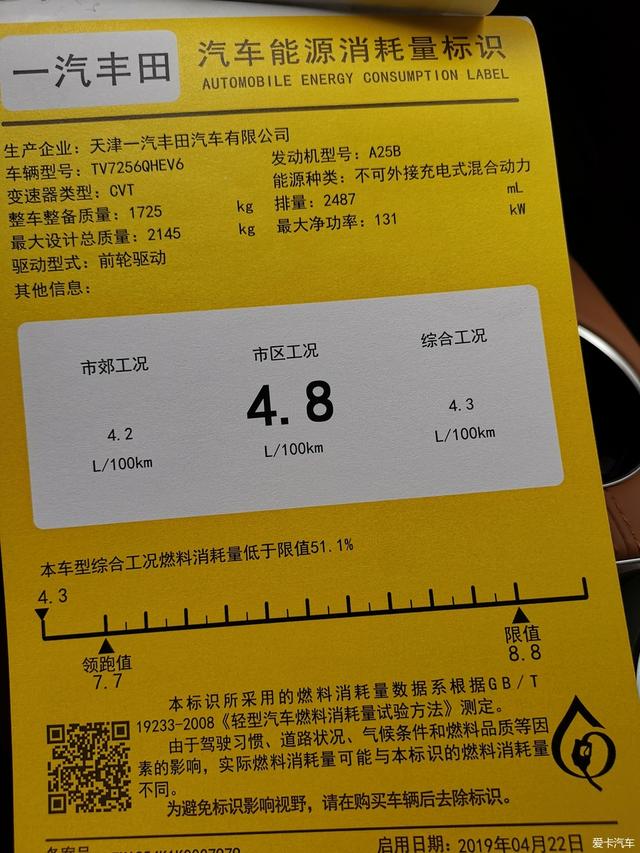 一汽丰田
汽车能源消耗量标识
AUTOMOBILE ENERGY CONSUMPTION LABEL
生产企业：天津一汽丰田汽车有限公司
车辆型号：TV7256QHEV6
发动机型号：A25B
变速器类型：CVT
能源种类：不可外接充电式混合动力
整车整备质量：1725 kg
排量：2487 mL
最大设计总质量：2145 kg
最大净功率：131 kW
驱动型式：前轮驱动
其他信息：
市郊工况 市区工况 综合工况
4.2 4.8 4.3
L/100km L/100km L/100km
本车型综合工况燃料消耗量低于限值51.1%
4.3
领跑值 限值
7.7 8.8
本标识所采用的燃料消耗量数据系根据GB/T
19233-2008《轻型汽车燃料消耗量试验方法》测定。
由于驾驶习惯、道路状况、气候条件和燃料品质等因
素的影响，实际燃料消耗量可能与本标识的燃料消耗量
不同。
为避免标识影响视野，请在购买车辆后去除标识。
启用日期：2019年04月22日
爱卡汽车